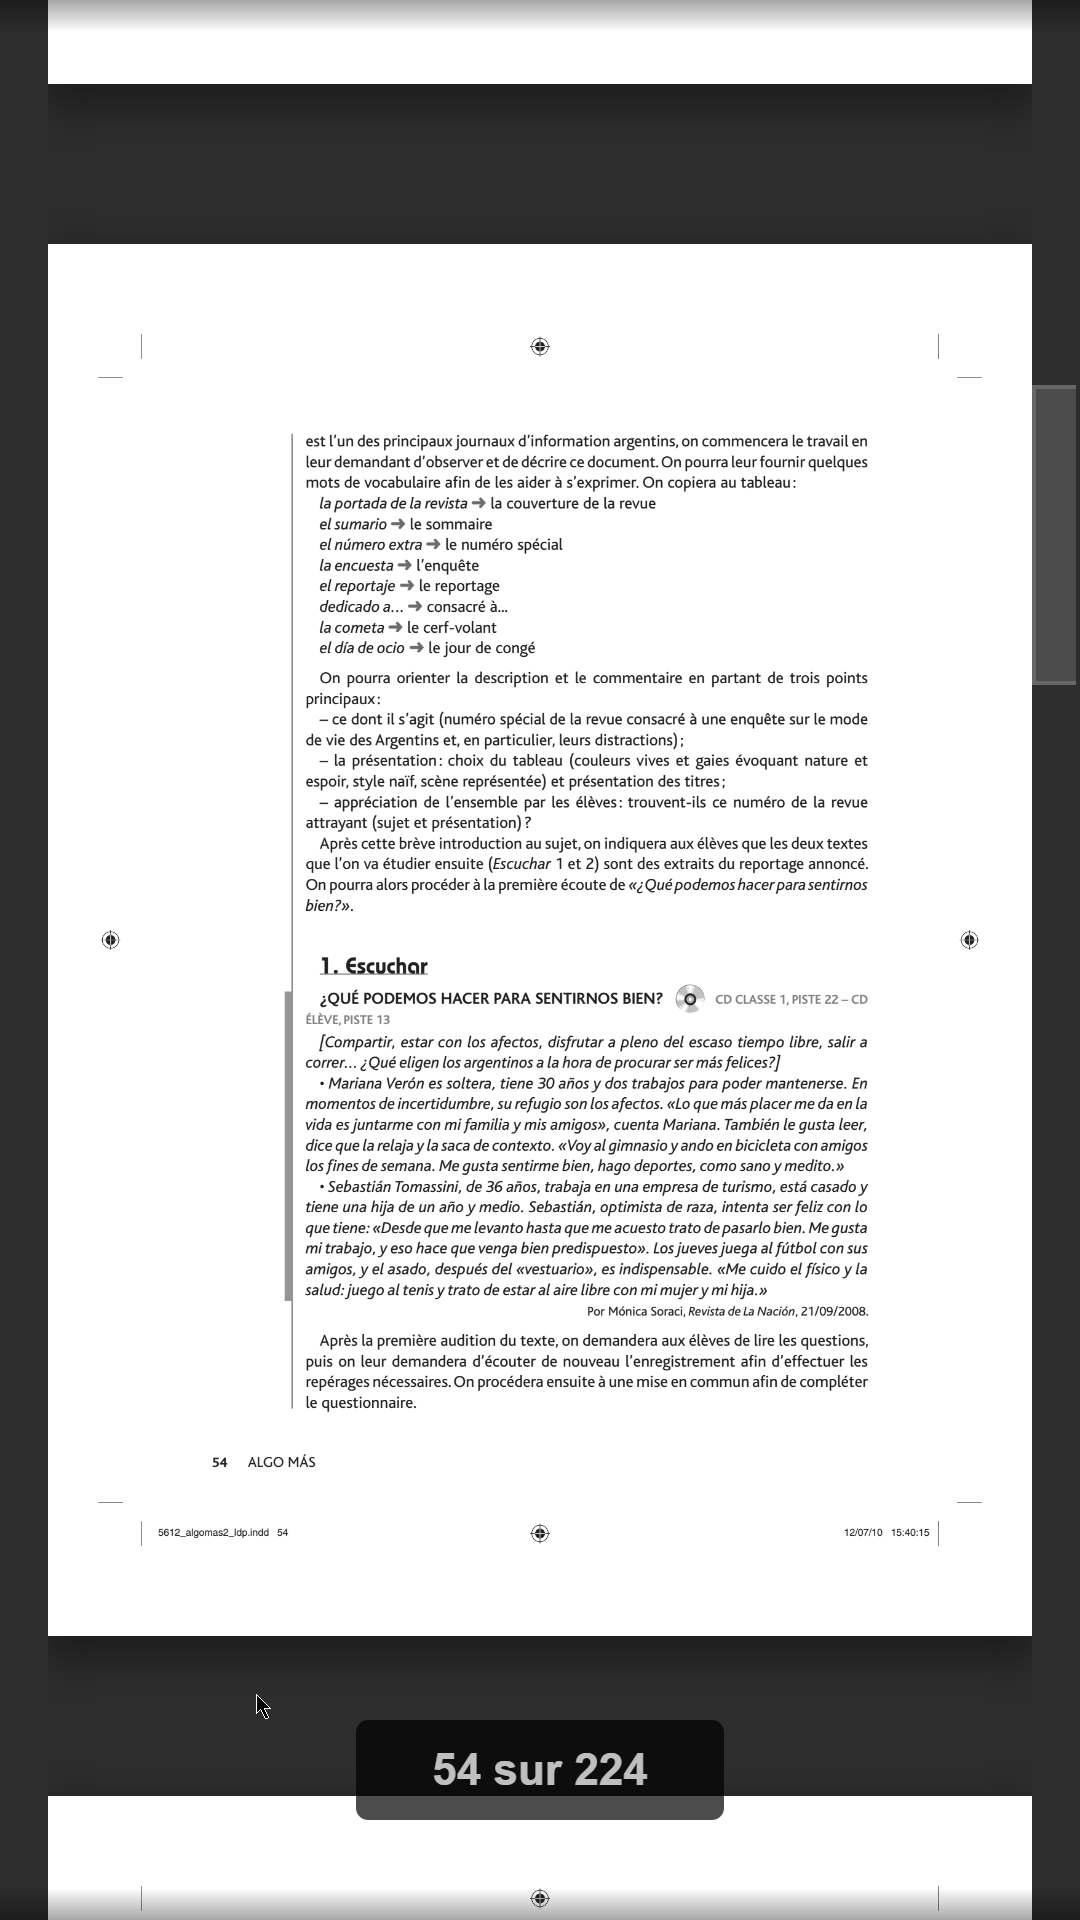 est l'un des principaux journaux d'information argentins, on commencera le travail en
leur demandant d'observer et de décrire ce document. On pourra leur fournir quelques
mots de vocabulaire afin de les aider à s'exprimer. On copiera au tableau :
la portada de la revista ➜ la couverture de la revue
el sumario ➜ le sommaire
el número extra ➜ le numéro spécial
la encuesta ➜ l'enquête
el reportaje ➜ le reportage
dedicado a... ➜ consacré à...
la cometa ➜ le cerf-volant
el día de ocio ➜ le jour de congé
On pourra orienter la description et le commentaire en partant de trois points
principaux :
– ce dont il s'agit (numéro spécial de la revue consacré à une enquête sur le mode
de vie des Argentins et, en particulier, leurs distractions) ;
– la présentation : choix du tableau (couleurs vives et gaies évoquant nature et
espoir, style naïf, scène représentée) et présentation des titres ;
– appréciation de l'ensemble par les élèves : trouvent-ils ce numéro de la revue
attrayant (sujet et présentation) ?
Après cette brève introduction au sujet, on indiquera aux élèves que les deux textes
que l'on va étudier ensuite (Escuchar 1 et 2) sont des extraits du reportage annoncé.
On pourra alors procéder à la première écoute de «¿Qué podemos hacer para sentirnos
bien?».
1. Escuchar
¿QUÉ PODEMOS HACER PARA SENTIRNOS BIEN? CD CLASSE 1, PISTE 22 – CD
ÉLÈVE, PISTE 13
[Compartir, estar con los afectos, disfrutar a pleno del escaso tiempo libre, salir a
correr... ¿Qué eligen los argentinos a la hora de procurar ser más felices?]
• Mariana Verón es soltera, tiene 30 años y dos trabajos para poder mantenerse. En
momentos de incertidumbre, su refugio son los afectos. «Lo que más placer me da en la
vida es juntarme con mi familia y mis amigos», cuenta Mariana. También le gusta leer,
dice que la relaja y la saca de contexto. «Voy al gimnasio y ando en bicicleta con amigos
los fines de semana. Me gusta sentirme bien, hago deportes, como sano y medito.»
• Sebastián Tomassini, de 36 años, trabaja en una empresa de turismo, está casado y
tiene una hija de un año y medio. Sebastián, optimista de raza, intenta ser feliz con lo
que tiene: «Desde que me levanto hasta que me acuesto trato de pasarlo bien. Me gusta
mi trabajo, y eso hace que venga bien predispuesto». Los jueves juega al fútbol con sus
amigos, y el asado, después del «vestuario», es indispensable. «Me cuido el físico y la
salud: juego al tenis y trato de estar al aire libre con mi mujer y mi hija.»
Por Mónica Soraci, Revista de La Nación, 21/09/2008.
Après la première audition du texte, on demandera aux élèves de lire les questions,
puis on leur demandera d'écouter de nouveau l'enregistrement afin d'effectuer les
repérages nécessaires. On procédera ensuite à une mise en commun afin de compléter
le questionnaire.
54 ALGO MÁS
5612_algomas2_ldp.indd 54 12/07/10 15:40:15
54 sur 224